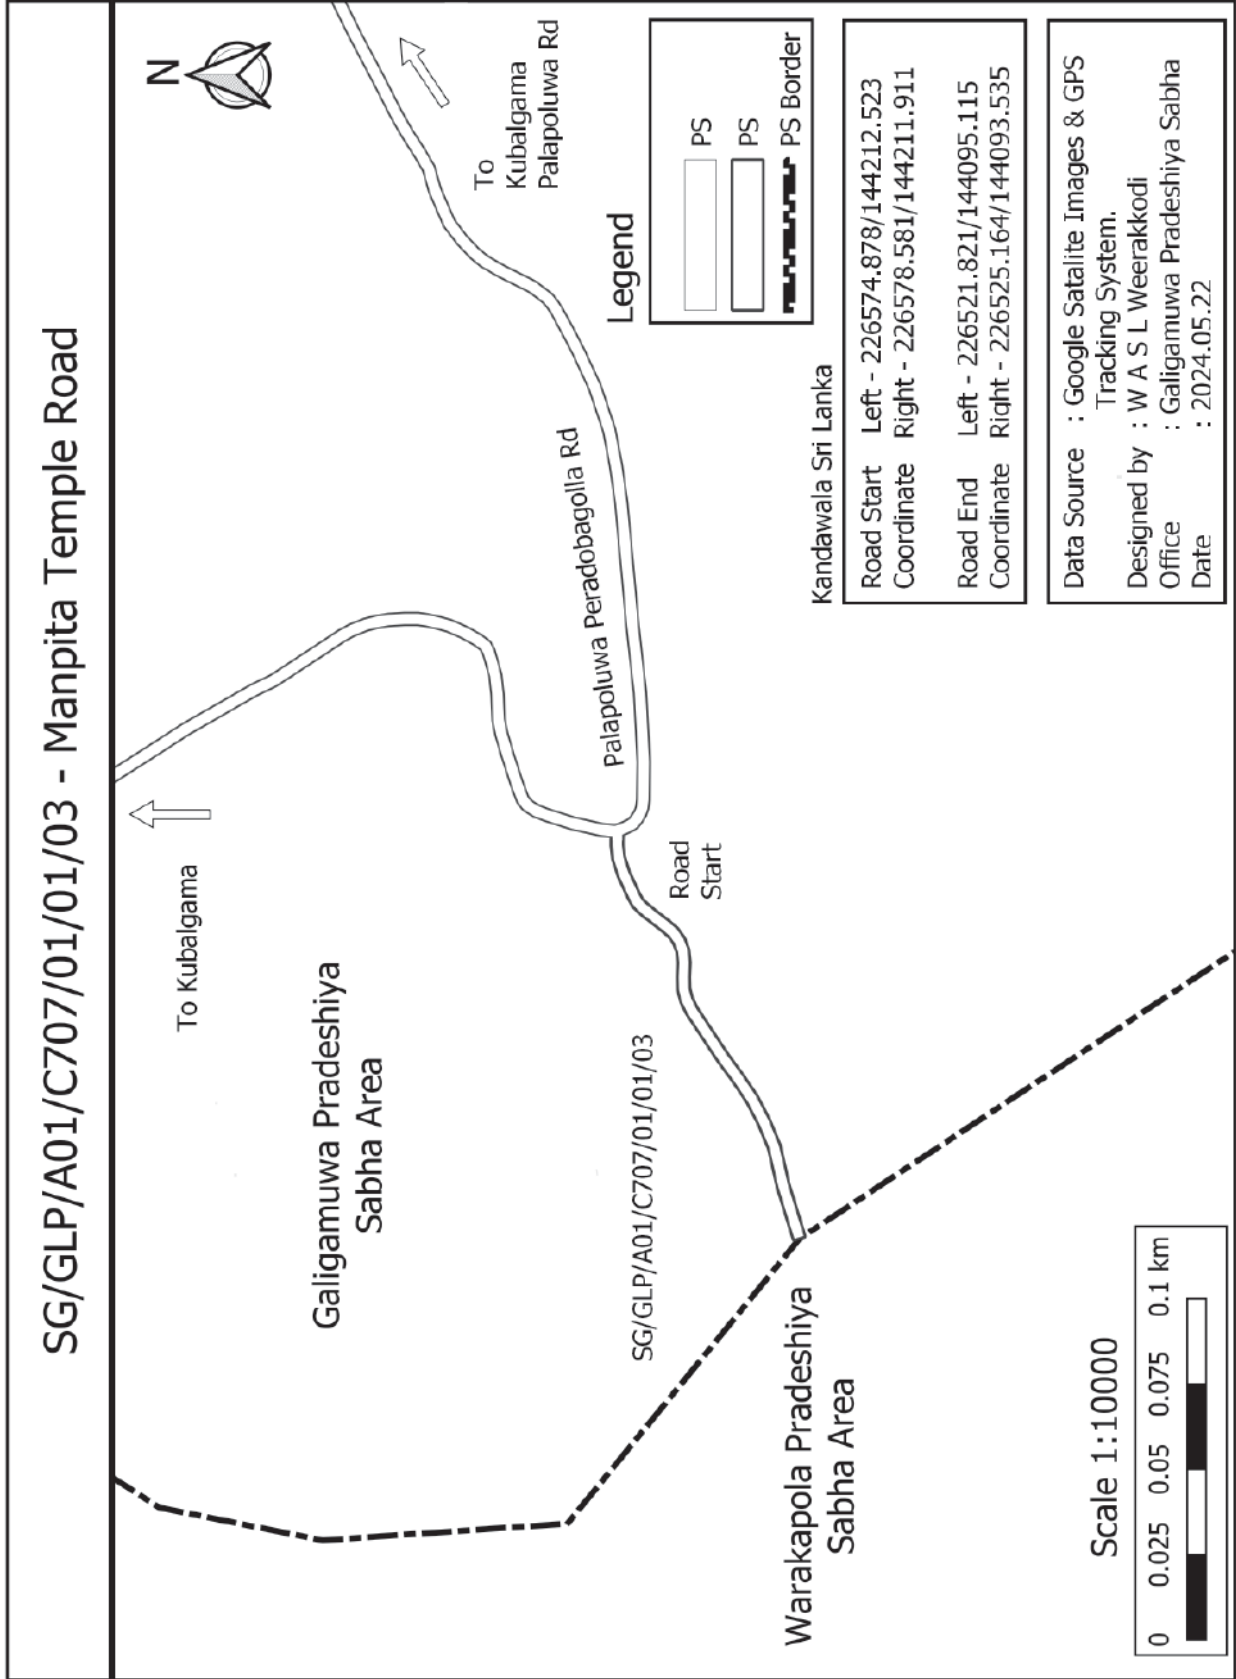 SG/GLP/A01/C707/01/01/03 - Manpita Temple Road
N
To Kubalgama
To
Kubalgama
Palapoluwa Rd
Galigamuwa Pradeshiya
Sabha Area
Palapoluwa Peradobagolla Rd
Road
Start
SG/GLP/A01/C707/01/01/03
Warakapola Pradeshiya
Sabha Area
Legend
PS
PS
PS Border
Kandawala Sri Lanka
Road Start Left - 226574.878/144212.523
Coordinate Right - 226578.581/144211.911
Road End Left - 226521.821/144095.115
Coordinate Right - 226525.164/144093.535
Scale 1:10000
0 0.025 0.05 0.075 0.1 km
Data Source : Google Satalite Images & GPS
Tracking System.
Designed by : W A S L Weerakkodi
Office : Galigamuwa Pradeshiya Sabha
Date : 2024.05.22